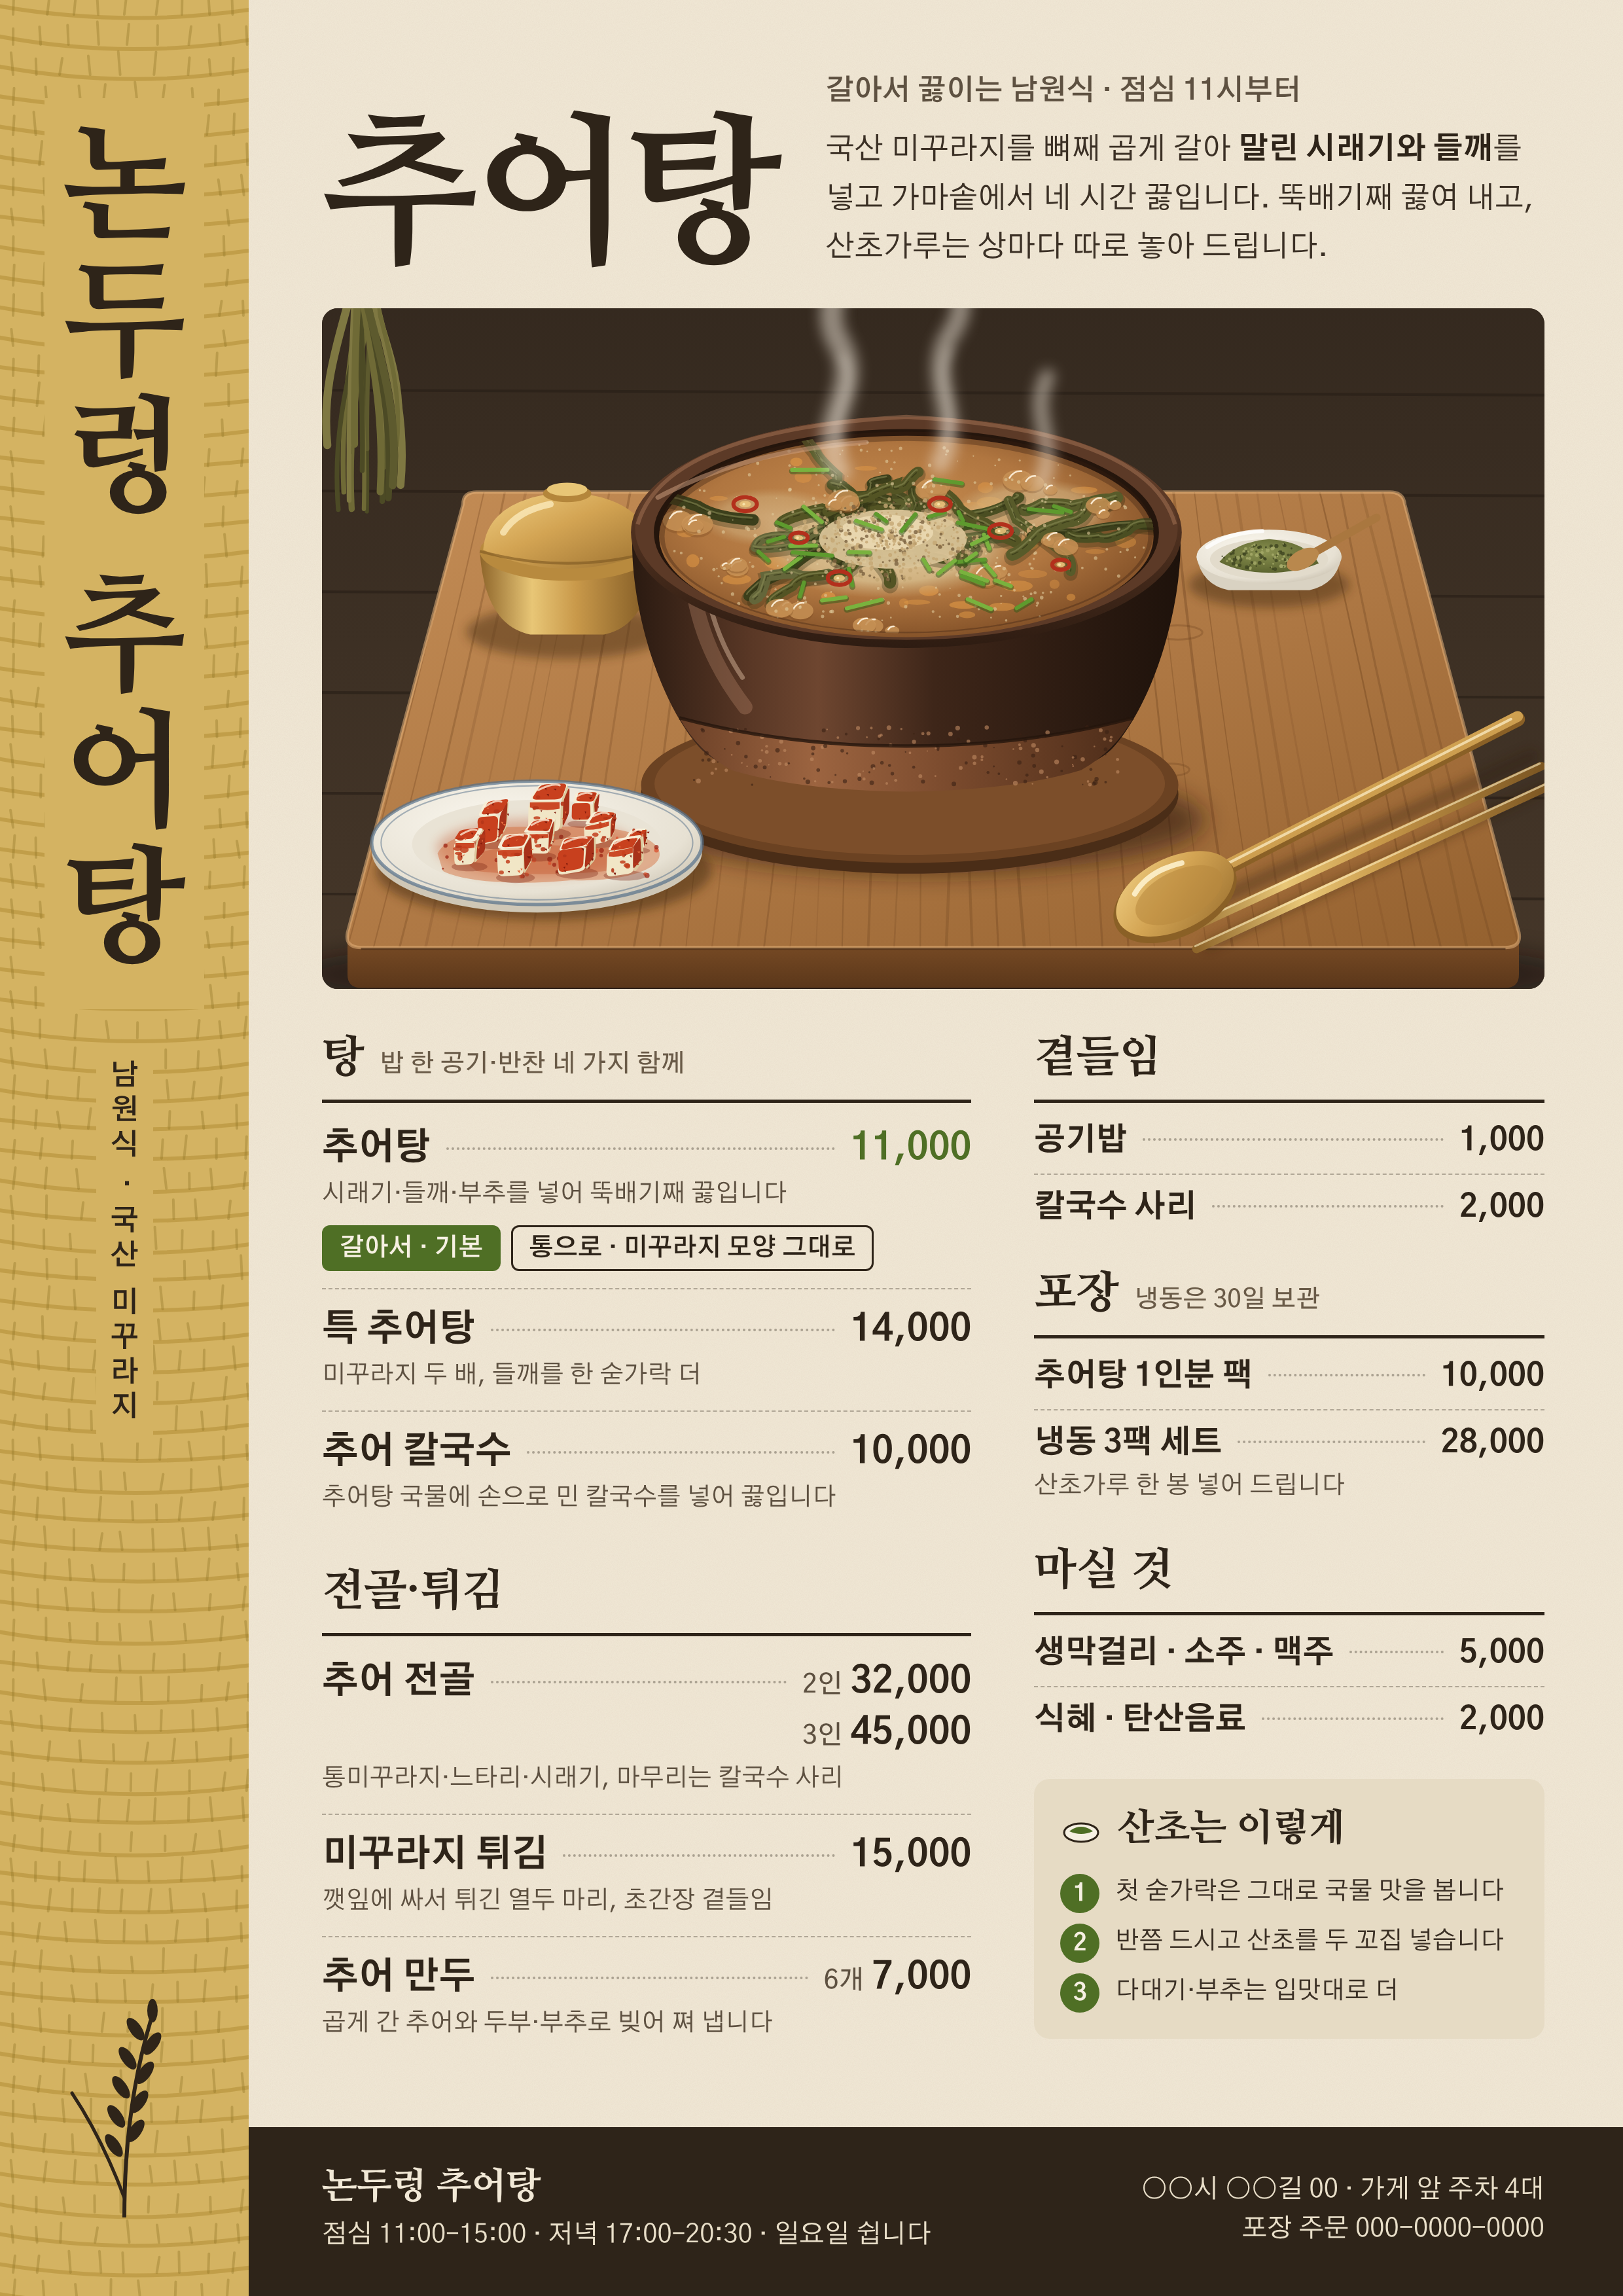 논두렁 추어탕
남원식 · 국산 미꾸라지
추어탕
갈아서 끓이는 남원식 · 점심 11시부터
국산 미꾸라지를 뼈째 곱게 갈아 말린 시래기와 들깨를
넣고 가마솥에서 네 시간 끓입니다. 뚝배기째 끓여 내고,
산초가루는 상마다 따로 놓아 드립니다.
탕 밥 한 공기·반찬 네 가지 함께
추어탕 11,000
시래기·들깨·부추를 넣어 뚝배기째 끓입니다
갈아서 · 기본 통으로 · 미꾸라지 모양 그대로
특 추어탕 14,000
미꾸라지 두 배, 들깨를 한 숟가락 더
추어 칼국수 10,000
추어탕 국물에 손으로 민 칼국수를 넣어 끓입니다
전골·튀김
추어 전골 2인 32,000
3인 45,000
통미꾸라지·느타리·시래기, 마무리는 칼국수 사리
미꾸라지 튀김 15,000
깻잎에 싸서 튀긴 열두 마리, 초간장 곁들임
추어 만두 6개 7,000
곱게 간 추어와 두부·부추로 빚어 쪄 냅니다
곁들임
공기밥 1,000
칼국수 사리 2,000
포장 냉동은 30일 보관
추어탕 1인분 팩 10,000
냉동 3팩 세트 28,000
산초가루 한 봉 넣어 드립니다
마실 것
생막걸리 · 소주 · 맥주 5,000
식혜 · 탄산음료 2,000
산초는 이렇게
1 첫 숟가락은 그대로 국물 맛을 봅니다
2 반쯤 드시고 산초를 두 꼬집 넣습니다
3 다대기·부추는 입맛대로 더
논두렁 추어탕
점심 11:00–15:00 · 저녁 17:00–20:30 · 일요일 쉽니다
○○시 ○○길 00 · 가게 앞 주차 4대
포장 주문 000–0000–0000